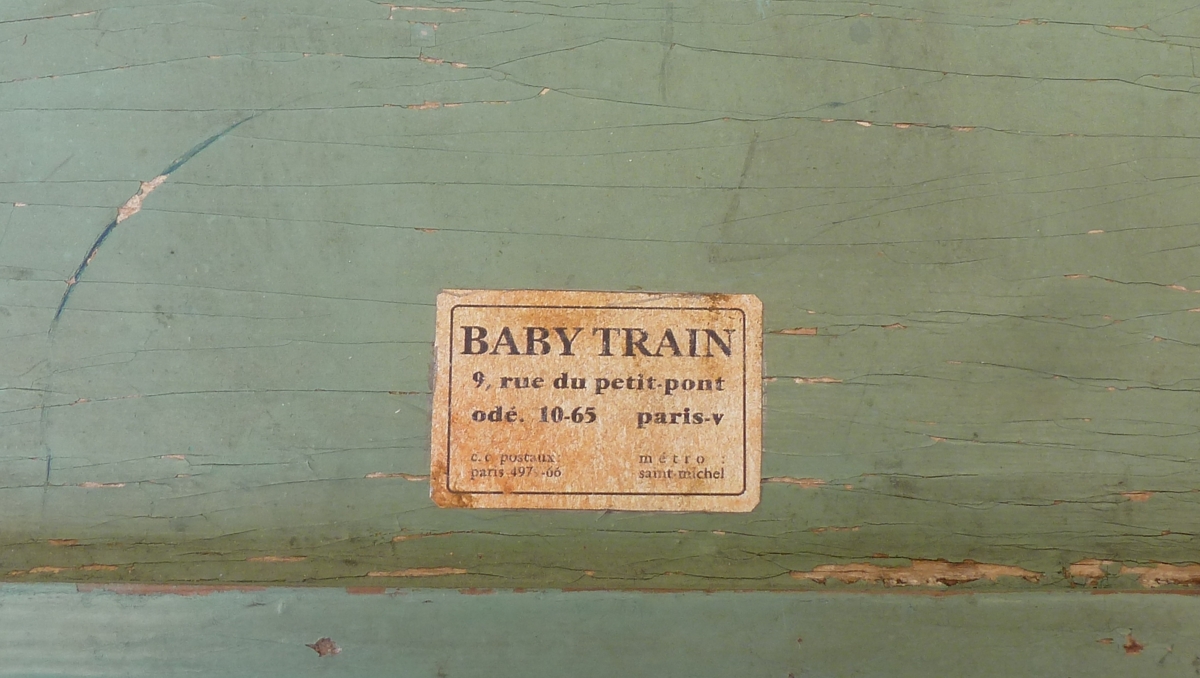 BABY TRAIN
9, rue du petit-pont
odé. 10-65 paris-v
c.c postaux: métro :
paris 497 -66 saint-michel